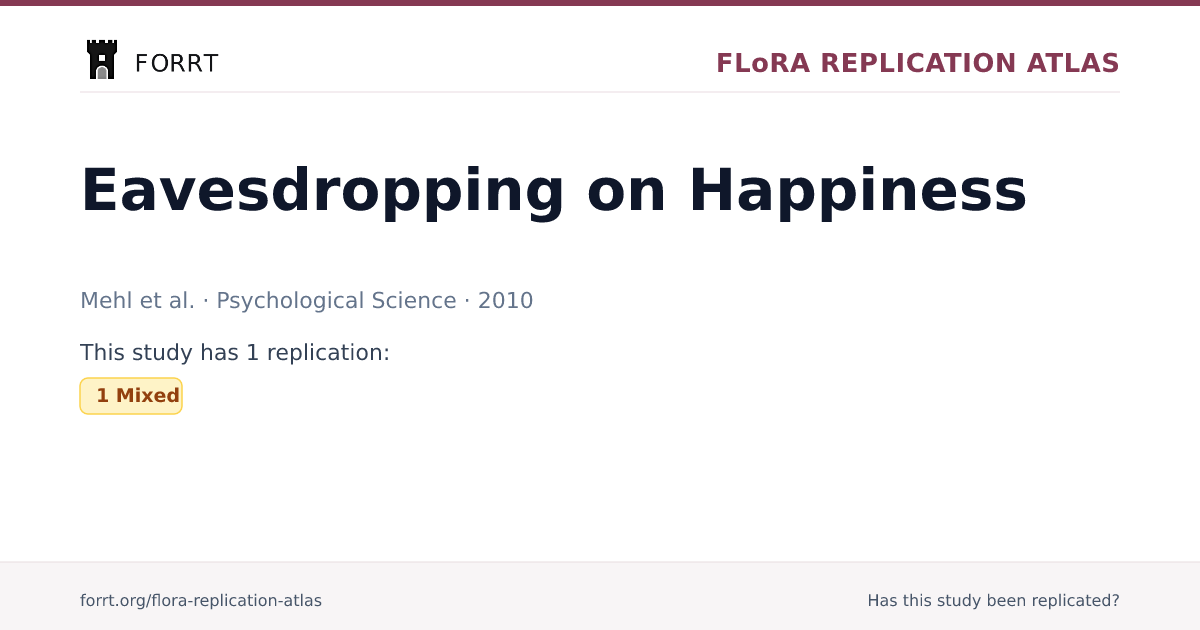 FORRT
FLoRA REPLICATION ATLAS
Eavesdropping on Happiness
Mehl et al. · Psychological Science · 2010
This study has 1 replication:
1 Mixed
forrt.org/flora-replication-atlas
Has this study been replicated?